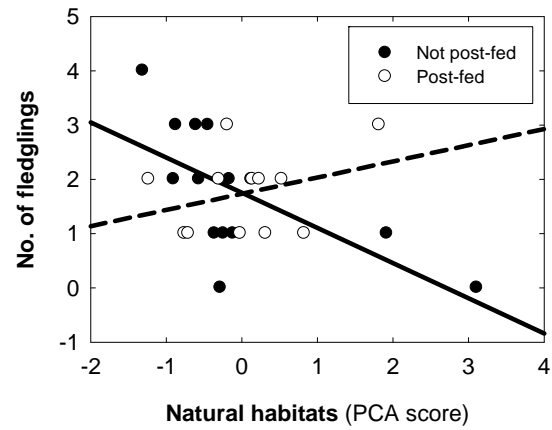 5
4
3
2
1
0
-1
No. of fledglings
Not post-fed
Post-fed
-2 -1 0 1 2 3 4
Natural habitats (PCA score)